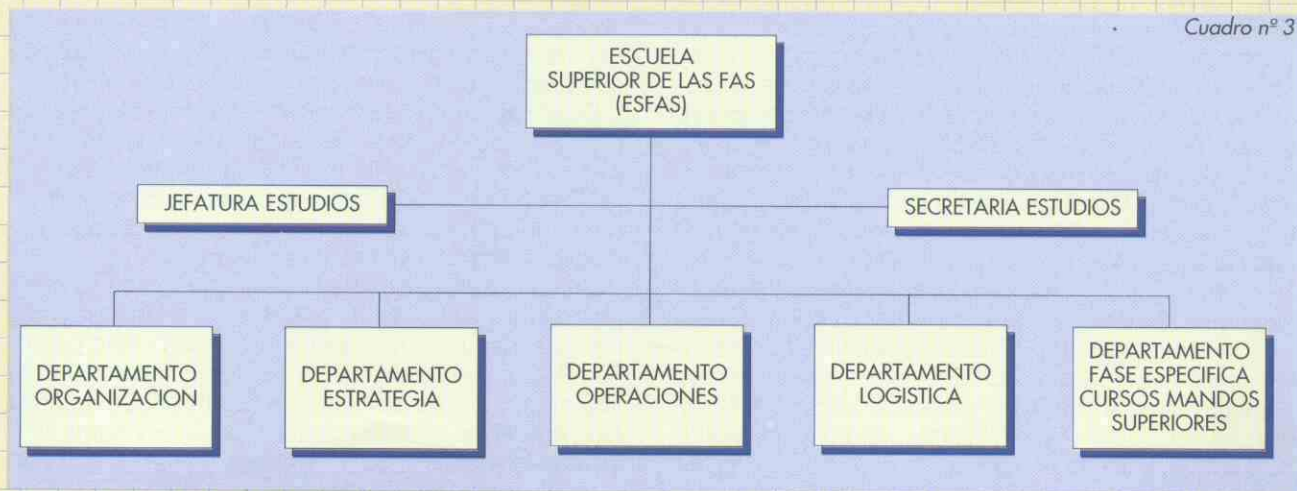 Cuadro nº 3
ESCUELA
SUPERIOR DE LAS FAS
(ESFAS)
JEFATURA ESTUDIOS
SECRETARIA ESTUDIOS
DEPARTAMENTO
ORGANIZACION
DEPARTAMENTO
ESTRATEGIA
DEPARTAMENTO
OPERACIONES
DEPARTAMENTO
LOGISTICA
DEPARTAMENTO
FASE ESPECIFICA
CURSOS MANDOS
SUPERIORES